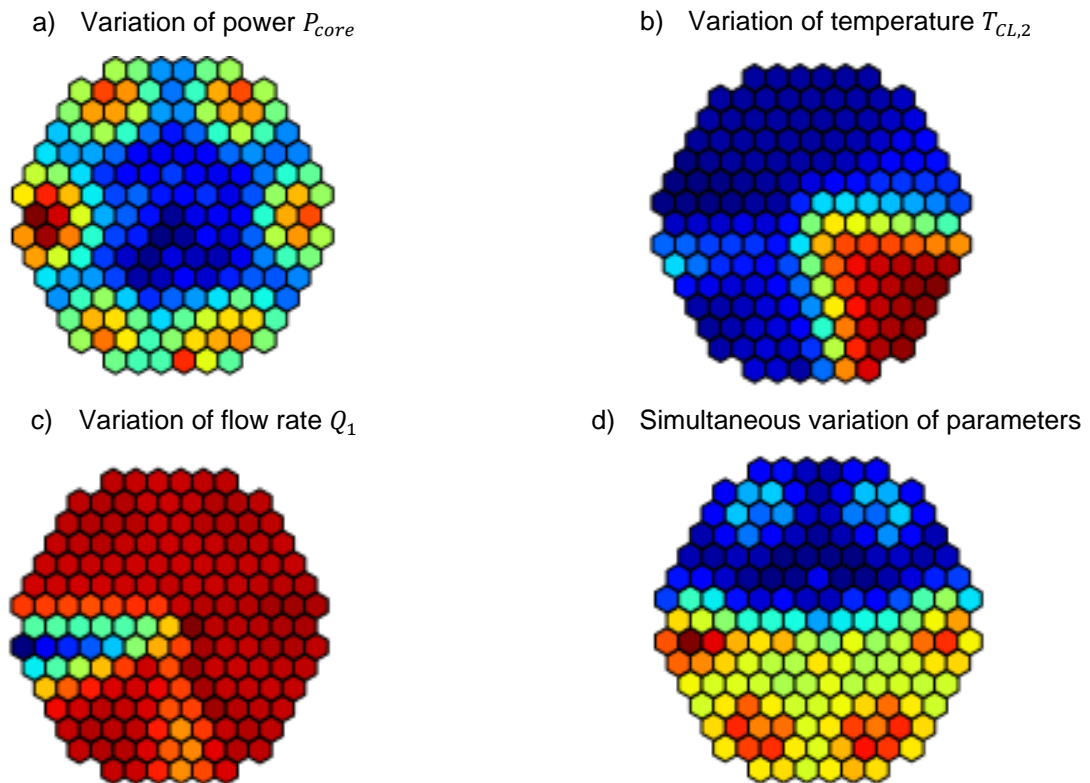 a) Variation of power P_core
b) Variation of temperature T_CL,2
c) Variation of flow rate Q_1
d) Simultaneous variation of parameters